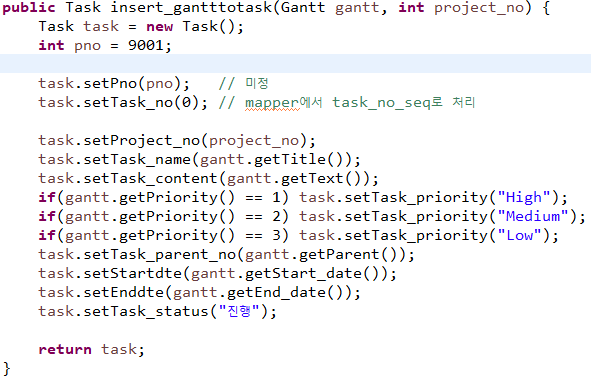 public Task insert_gantttotask(Gantt gantt, int project_no) {
Task task = new Task();
int pno = 9001;
task.setPno(pno);   // 미정
task.setTask_no(0); // mapper에서 task_no_seq로 처리
task.setProject_no(project_no);
task.setTask_name(gantt.getTitle());
task.setTask_content(gantt.getText());
if(gantt.getPriority() == 1) task.setTask_priority("High");
if(gantt.getPriority() == 2) task.setTask_priority("Medium");
if(gantt.getPriority() == 3) task.setTask_priority("Low");
task.setTask_parent_no(gantt.getParent());
task.setStartdte(gantt.getStart_date());
task.setEnddte(gantt.getEnd_date());
task.setTask_status("진행");
return task;
}